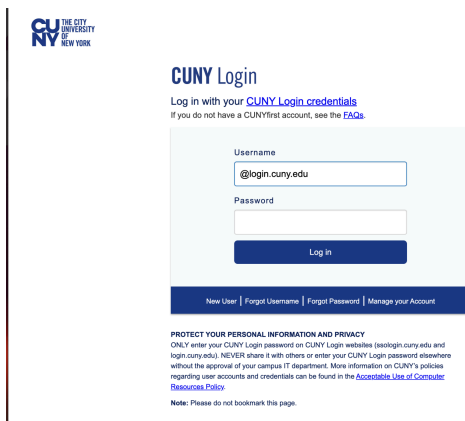 CU
NY
THE CITY
UNIVERSITY
OF
NEW YORK
CUNY Login
Log in with your CUNY Login credentials
If you do not have a CUNYfirst account, see the FAQs.
Username
@login.cuny.edu
Password
Log in
New User | Forgot Username | Forgot Password | Manage your Account
PROTECT YOUR PERSONAL INFORMATION AND PRIVACY
ONLY enter your CUNY Login password on CUNY Login websites (ssologin.cuny.edu and
login.cuny.edu). NEVER share it with others or enter your CUNY Login password elsewhere
without the approval of your campus IT department. More information on CUNY's policies
regarding user accounts and credentials can be found in the Acceptable Use of Computer
Resources Policy.
Note: Please do not bookmark this page.